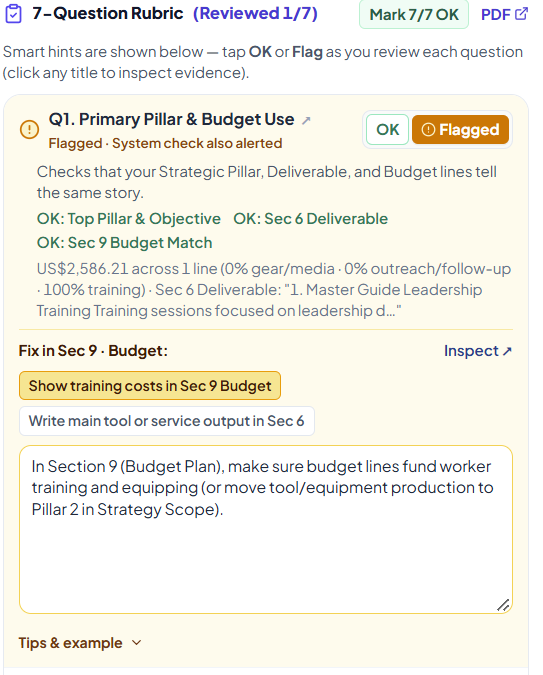 7-Question Rubric (Reviewed 1/7) Mark 7/7 OK PDF
Smart hints are shown below — tap OK or Flag as you review each question
(click any title to inspect evidence).
Q1. Primary Pillar & Budget Use ↗ OK Flagged
Flagged · System check also alerted
Checks that your Strategic Pillar, Deliverable, and Budget lines tell
the same story.
OK: Top Pillar & Objective OK: Sec 6 Deliverable
OK: Sec 9 Budget Match
US$2,586.21 across 1 line (0% gear/media · 0% outreach/follow-up
· 100% training) · Sec 6 Deliverable: "1. Master Guide Leadership
Training Training sessions focused on leadership d…"
Fix in Sec 9 · Budget: Inspect ↗
Show training costs in Sec 9 Budget
Write main tool or service output in Sec 6
In Section 9 (Budget Plan), make sure budget lines fund worker
training and equipping (or move tool/equipment production to
Pillar 2 in Strategy Scope).
Tips & example